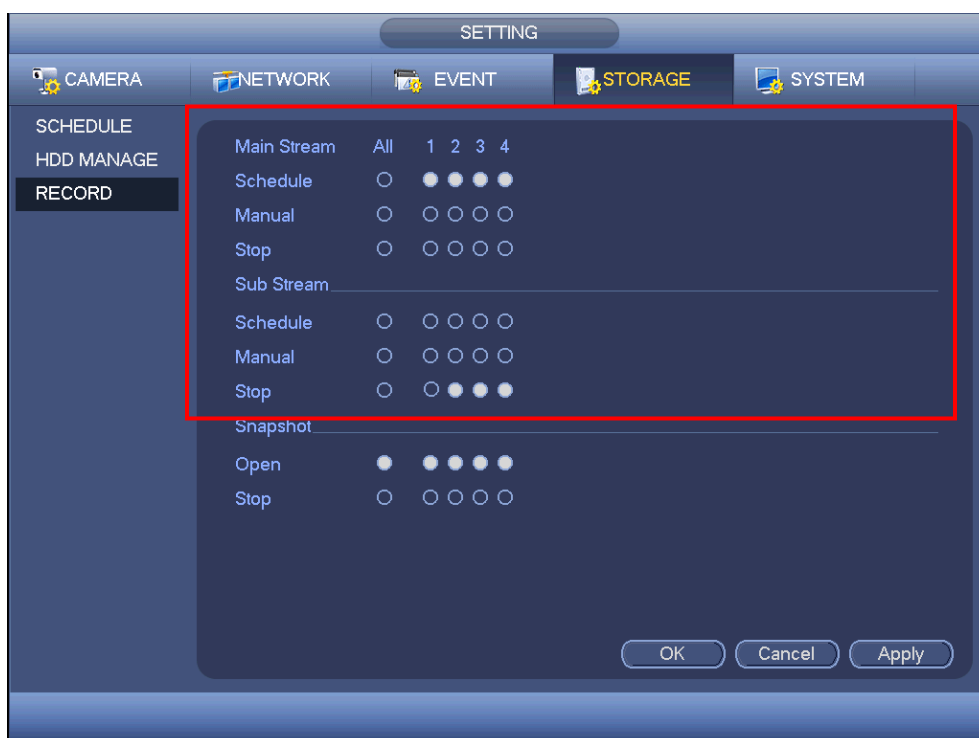 SETTING
CAMERA NETWORK EVENT STORAGE SYSTEM
SCHEDULE
HDD MANAGE
RECORD
Main Stream All 1 2 3 4
Schedule
Manual
Stop
Sub Stream
Schedule
Manual
Stop
Snapshot
Open
Stop
OK Cancel Apply